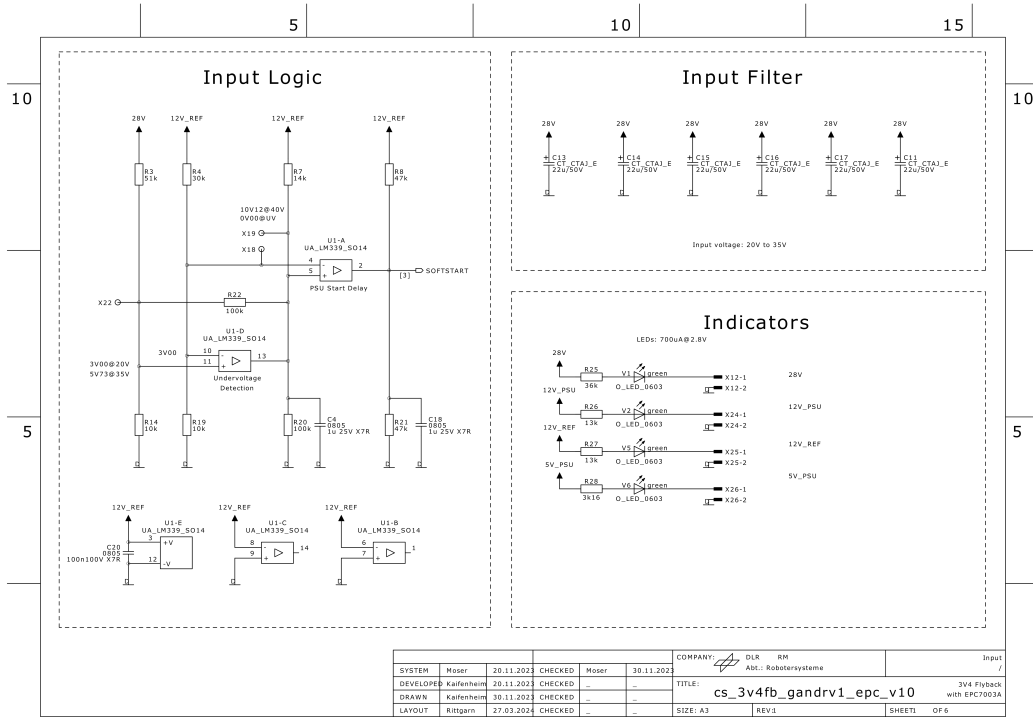 5
10
15
10
10
5
5
Input Logic
28V
12V_REF
12V_REF
12V_REF
R3
51k
R4
30k
R7
14k
R8
47k
10V12@40V
0V00@UV
X19
X18
U1-A
UA_LM339_SO14
4
-
5
+
2
PSU Start Delay
[3]
SOFTSTART
X22
R22
100k
U1-D
UA_LM339_SO14
3V00
10
-
11
+
13
Undervoltage
Detection
3V00@20V
5V73@35V
R14
10k
R19
10k
R20
100k
C4
0805
1u 25V X7R
R21
47k
C18
0805
1u 25V X7R
12V_REF
U1-E
UA_LM339_SO14
3
+V
12
-V
C20
0805
100n100V X7R
12V_REF
U1-C
UA_LM339_SO14
8
-
9
+
14
12V_REF
U1-B
UA_LM339_SO14
6
-
7
+
1
Input Filter
28V
28V
28V
28V
28V
28V
+
C13
CT_CTAJ_E
22u/50V
+
C14
CT_CTAJ_E
22u/50V
+
C15
CT_CTAJ_E
22u/50V
+
C16
CT_CTAJ_E
22u/50V
+
C17
CT_CTAJ_E
22u/50V
+
C11
CT_CTAJ_E
22u/50V
Input voltage: 20V to 35V
Indicators
LEDs: 700uA@2.8V
28V
R25
36k
V1
green
O_LED_0603
X12-1
X12-2
28V
12V_PSU
R26
13k
V2
green
O_LED_0603
X24-1
X24-2
12V_PSU
12V_REF
R27
13k
V5
green
O_LED_0603
X25-1
X25-2
12V_REF
5V_PSU
R28
3k16
V6
green
O_LED_0603
X26-1
X26-2
5V_PSU
SYSTEM Moser 20.11.2023 CHECKED Moser 30.11.2023
DEVELOPED Kaifenheim 20.11.2023 CHECKED _ _
DRAWN Kaifenheim 30.11.2023 CHECKED _ _
LAYOUT Rittgarn 27.03.2024 CHECKED _ _
COMPANY: DLR RM
Abt.: Robotersysteme
Input
/
TITLE:
cs_3v4fb_gandrv1_epc_v10
3V4 Flyback
with EPC7003A
SIZE: A3
REV:1
SHEET:1 OF 6